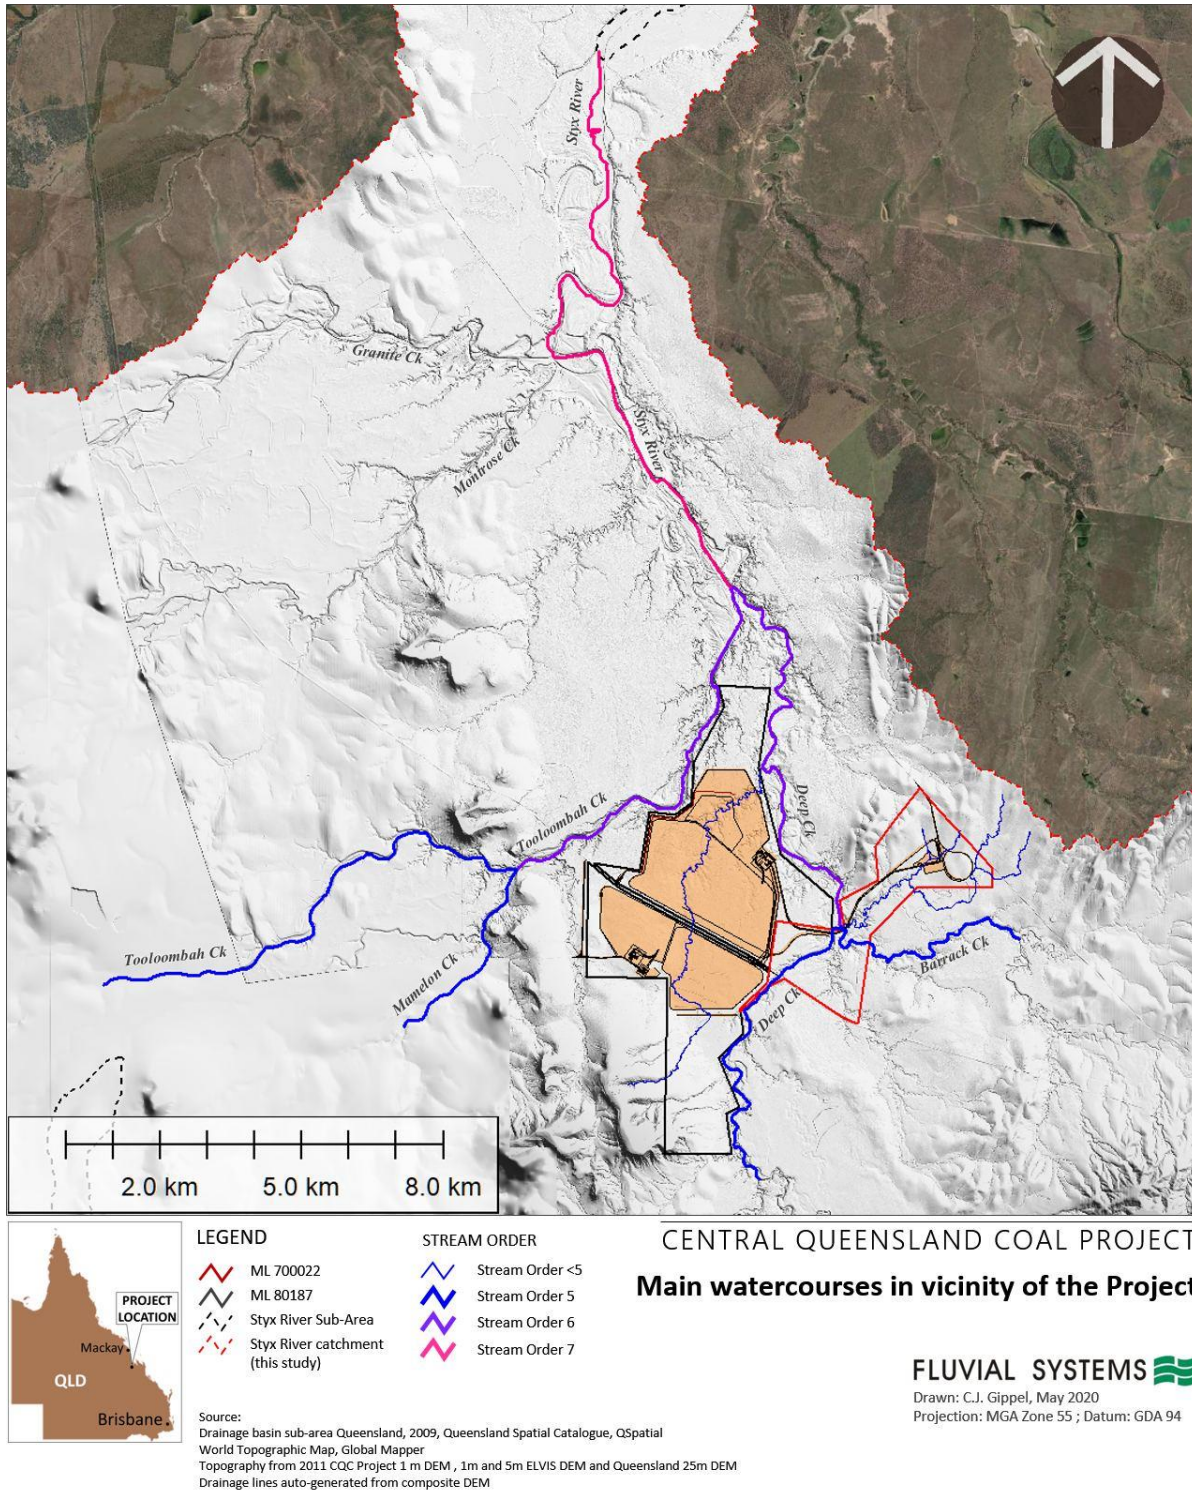 Styx River
Granite Ck
Montrose Ck
Styx River
Tooloombah Ck
Deep Ck
Tooloombah Ck
Mamelon Ck
Barrack Ck
Deep Ck
2.0 km 5.0 km 8.0 km
PROJECT
LOCATION
Mackay
QLD
Brisbane
LEGEND
ML 700022
ML 80187
Styx River Sub-Area
Styx River catchment
(this study)
STREAM ORDER
Stream Order <5
Stream Order 5
Stream Order 6
Stream Order 7
CENTRAL QUEENSLAND COAL PROJECT
Main watercourses in vicinity of the Project
FLUVIAL SYSTEMS
Drawn: C.J. Gippel, May 2020
Projection: MGA Zone 55 ; Datum: GDA 94
Source:
Drainage basin sub-area Queensland, 2009, Queensland Spatial Catalogue, QSpatial
World Topographic Map, Global Mapper
Topography from 2011 CQC Project 1 m DEM , 1m and 5m ELVIS DEM and Queensland 25m DEM
Drainage lines auto-generated from composite DEM